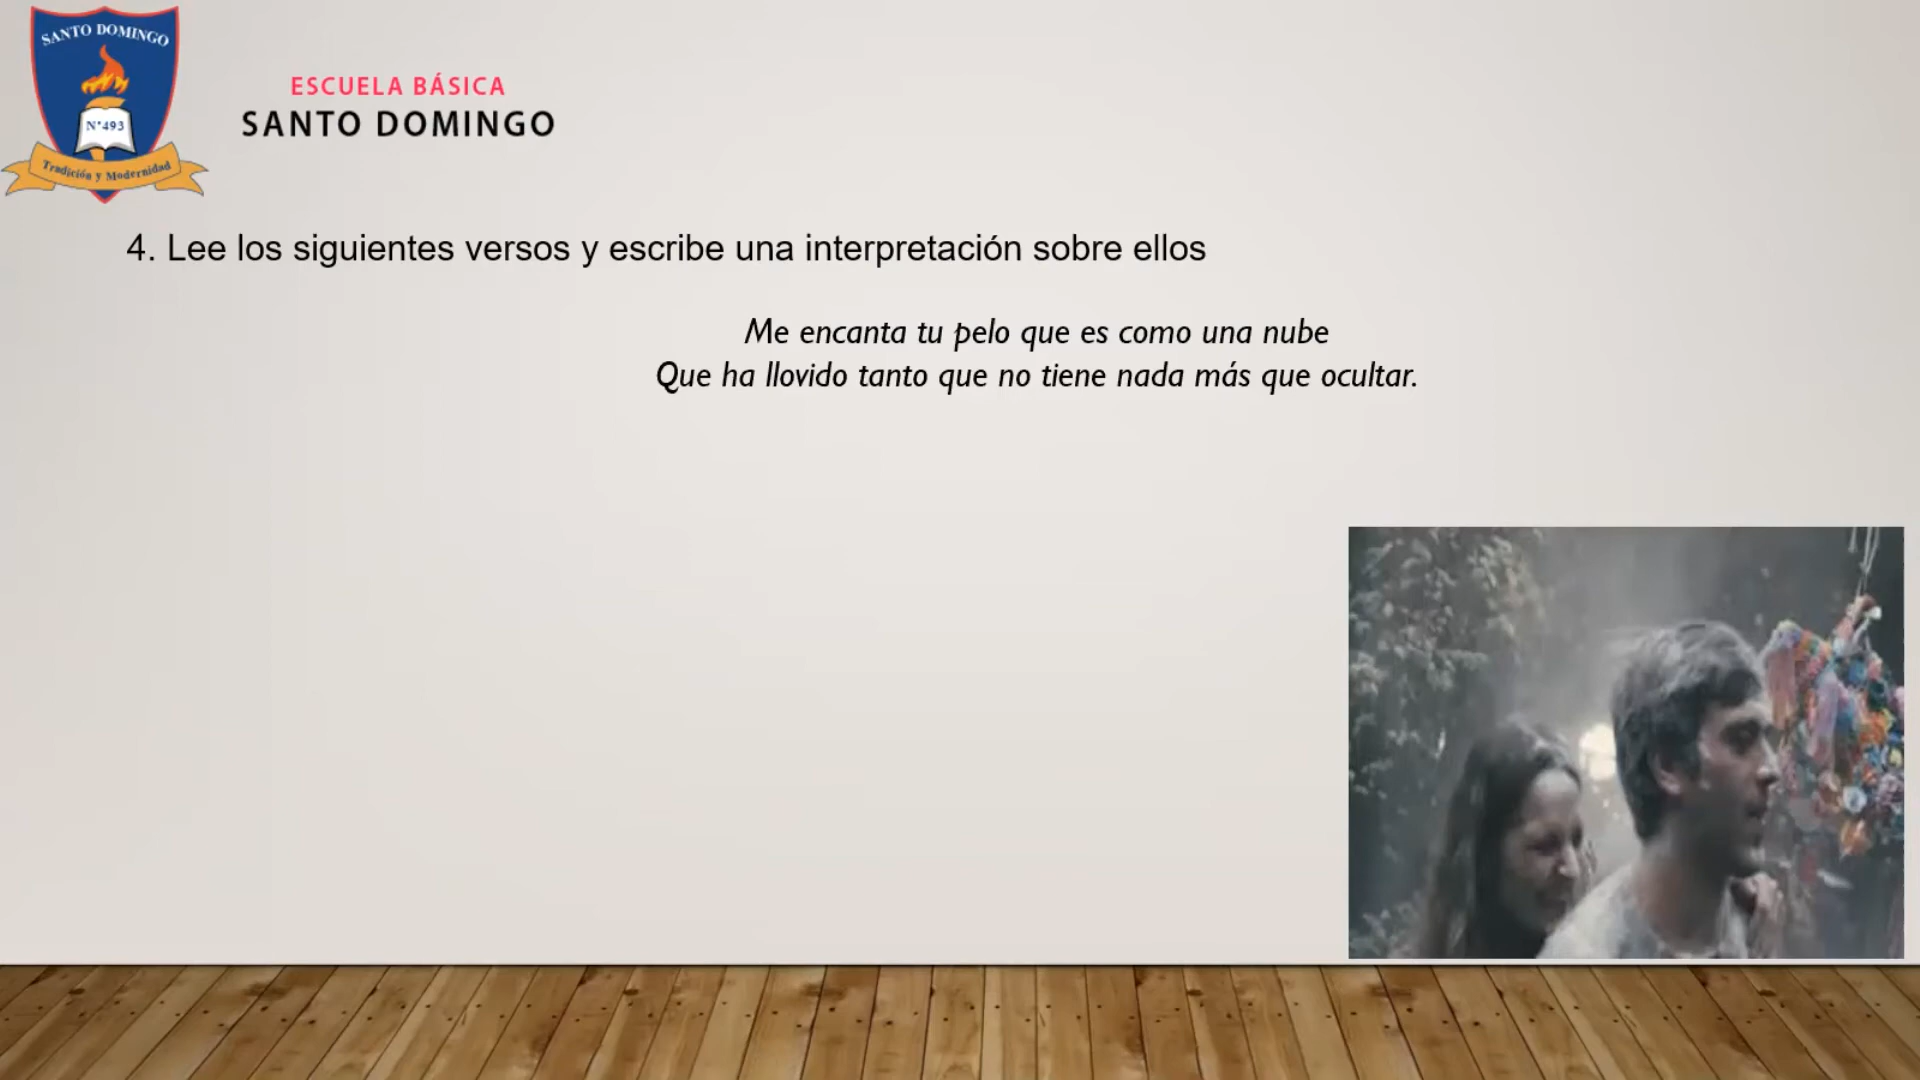 SANTO DOMINGO
N°493
Tradición y Modernidad
ESCUELA BÁSICA
SANTO DOMINGO
4. Lee los siguientes versos y escribe una interpretación sobre ellos
Me encanta tu pelo que es como una nube
Que ha llovido tanto que no tiene nada más que ocultar.